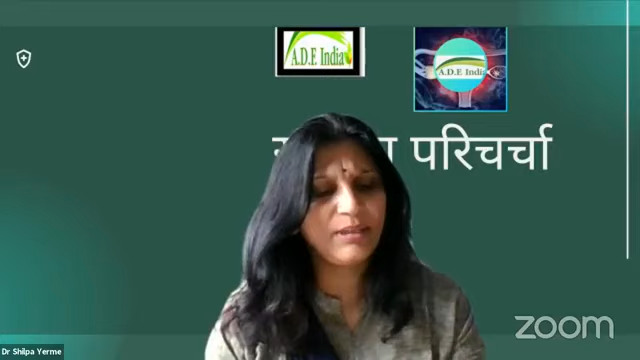 A.D.E India
A.D.E India
परिचर्चा
zoom
Dr Shilpa Yerme